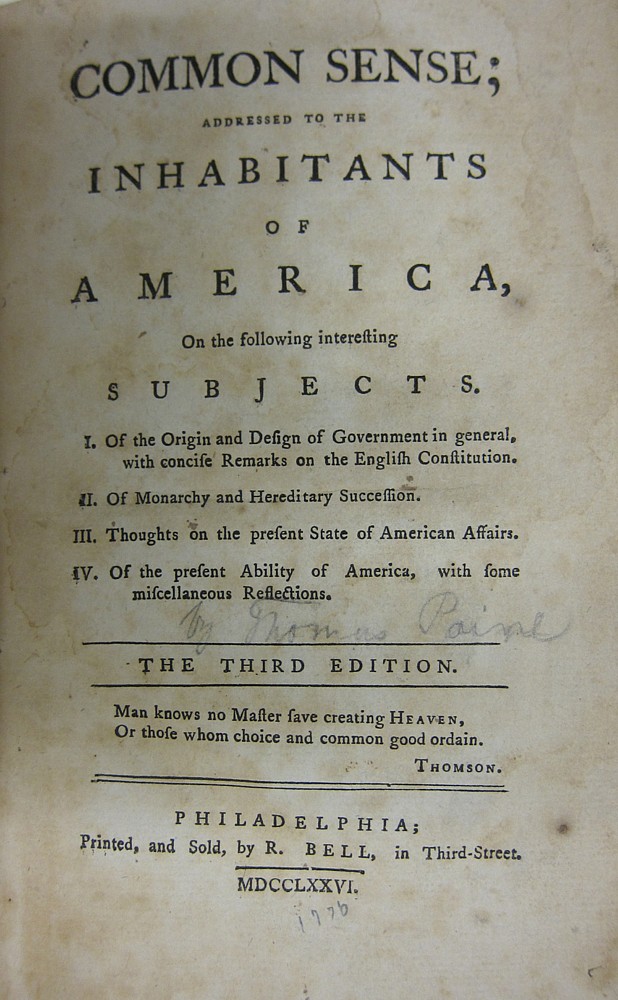 COMMON SENSE;
ADDRESSED TO THE
INHABITANTS
OF
AMERICA,
On the following intereſting
SUBJECTS.
I. Of the Origin and Deſign of Government in general,
with conciſe Remarks on the Engliſh Conſtitution.
II. Of Monarchy and Hereditary Succeſſion.
III. Thoughts on the preſent State of American Affairs.
IV. Of the preſent Ability of America, with ſome
miſcellaneous Reflections.
by Thomas Paine
THE THIRD EDITION.
Man knows no Maſter ſave creating HEAVEN,
Or thoſe whom choice and common good ordain.
THOMSON.
PHILADELPHIA;
Printed, and Sold, by R. BELL, in Third-Street.
MDCCLXXVI.
1776